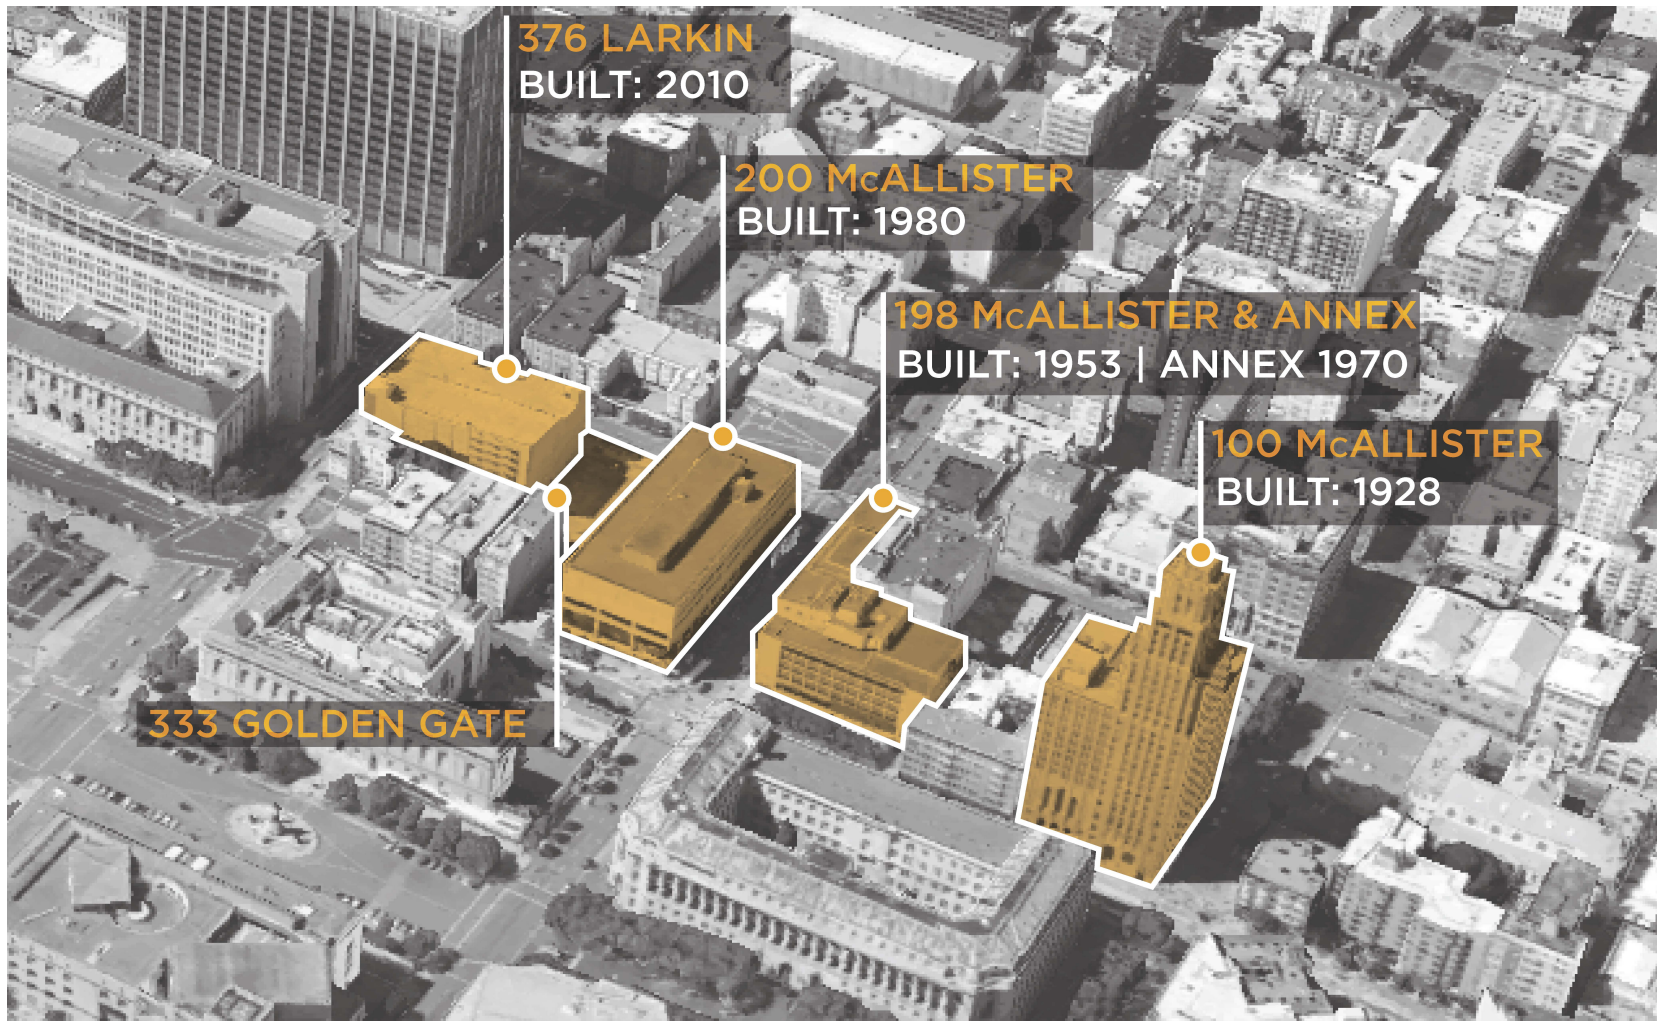 376 LARKIN
BUILT: 2010
200 McALLISTER
BUILT: 1980
198 McALLISTER & ANNEX
BUILT: 1953 | ANNEX 1970
100 McALLISTER
BUILT: 1928
333 GOLDEN GATE